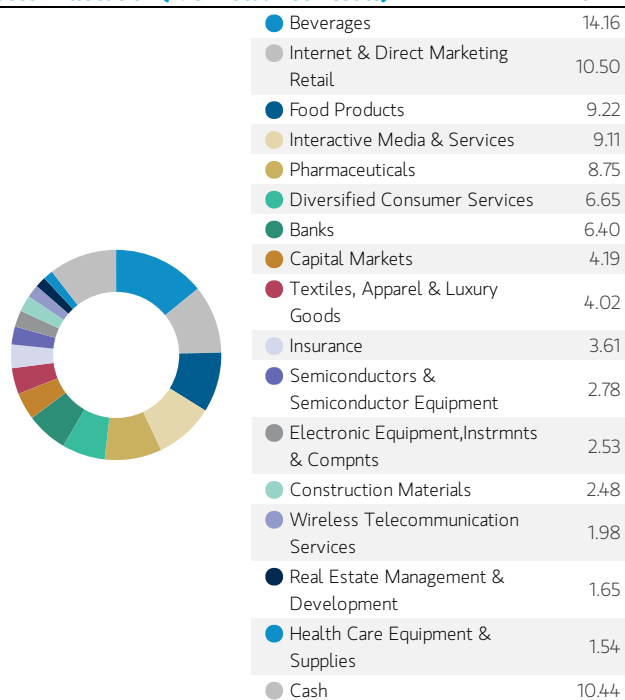 Beverages 14.16
Internet & Direct Marketing
Retail 10.50
Food Products 9.22
Interactive Media & Services 9.11
Pharmaceuticals 8.75
Diversified Consumer Services 6.65
Banks 6.40
Capital Markets 4.19
Textiles, Apparel & Luxury
Goods 4.02
Insurance 3.61
Semiconductors &
Semiconductor Equipment 2.78
Electronic Equipment,Instrmnts
& Compnts 2.53
Construction Materials 2.48
Wireless Telecommunication
Services 1.98
Real Estate Management &
Development 1.65
Health Care Equipment &
Supplies 1.54
Cash 10.44